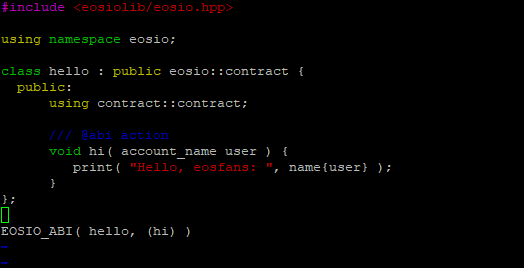 #include <eosiolib/eosio.hpp>
using namespace eosio;
class hello : public eosio::contract {
public:
using contract::contract;
/// @abi action
void hi( account_name user ) {
print( "Hello, eosfans: ", name{user} );
}
};
EOSIO_ABI( hello, (hi) )
~
~